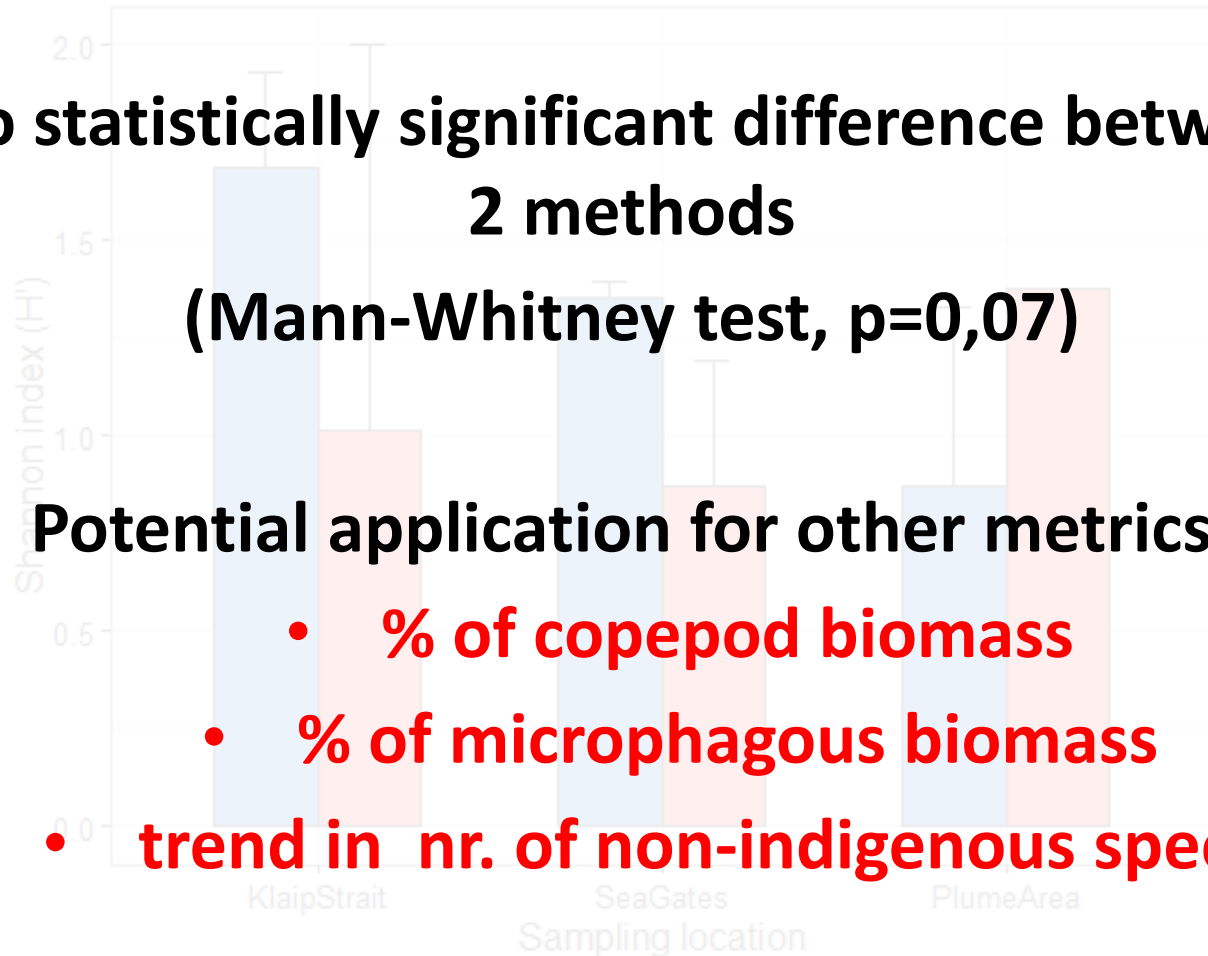 o statistically significant difference betw
2 methods
(Mann-Whitney test, p=0,07)
Potential application for other metrics
• % of copepod biomass
• % of microphagous biomass
• trend in nr. of non-indigenous spe
Shannon index (H')
2.0
1.5
1.0
0.5
0.0
KlaipStrait SeaGates PlumeArea
Sampling location